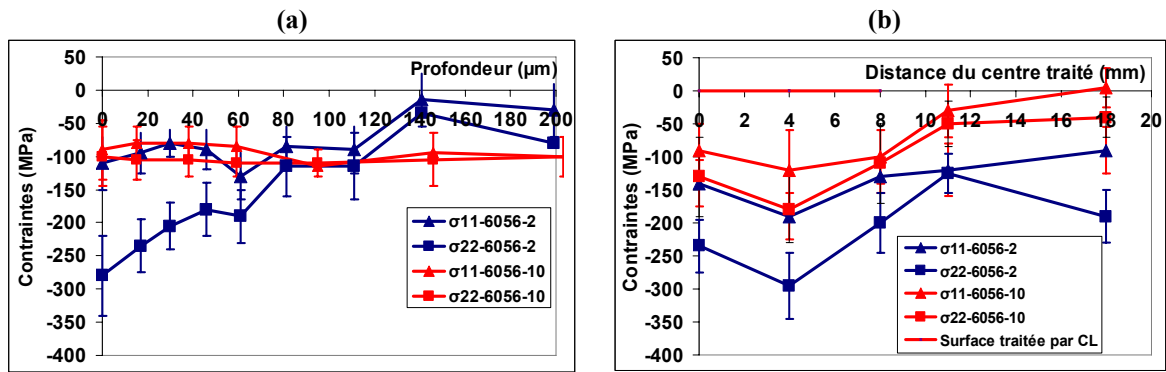 (a)
(b)
Profondeur (µm)
Contraintes (MPa)
50
0
-50
-100
-150
-200
-250
-300
-350
-400
0 20 40 60 80 100 120 140 160 180 200
σ11-6056-2
σ22-6056-2
σ11-6056-10
σ22-6056-10
Distance du centre traité (mm)
Contraintes (MPa)
50
0
-50
-100
-150
-200
-250
-300
-350
-400
0 2 4 6 8 10 12 14 16 18 20
σ11-6056-2
σ22-6056-2
σ11-6056-10
σ22-6056-10
Surface traitée par CL